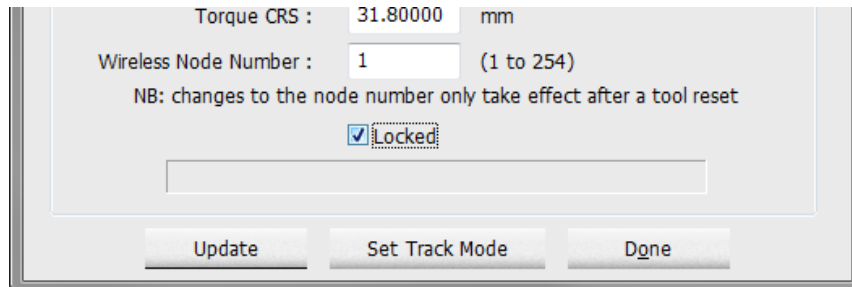 Torque CRS : 31.80000 mm
Wireless Node Number : 1 (1 to 254)
NB: changes to the node number only take effect after a tool reset
Locked
Update Set Track Mode Done